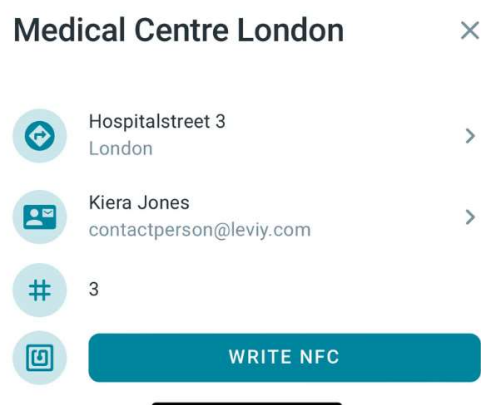 Medical Centre London
Hospitalstreet 3
London
Kiera Jones
contactperson@leviy.com
3
WRITE NFC